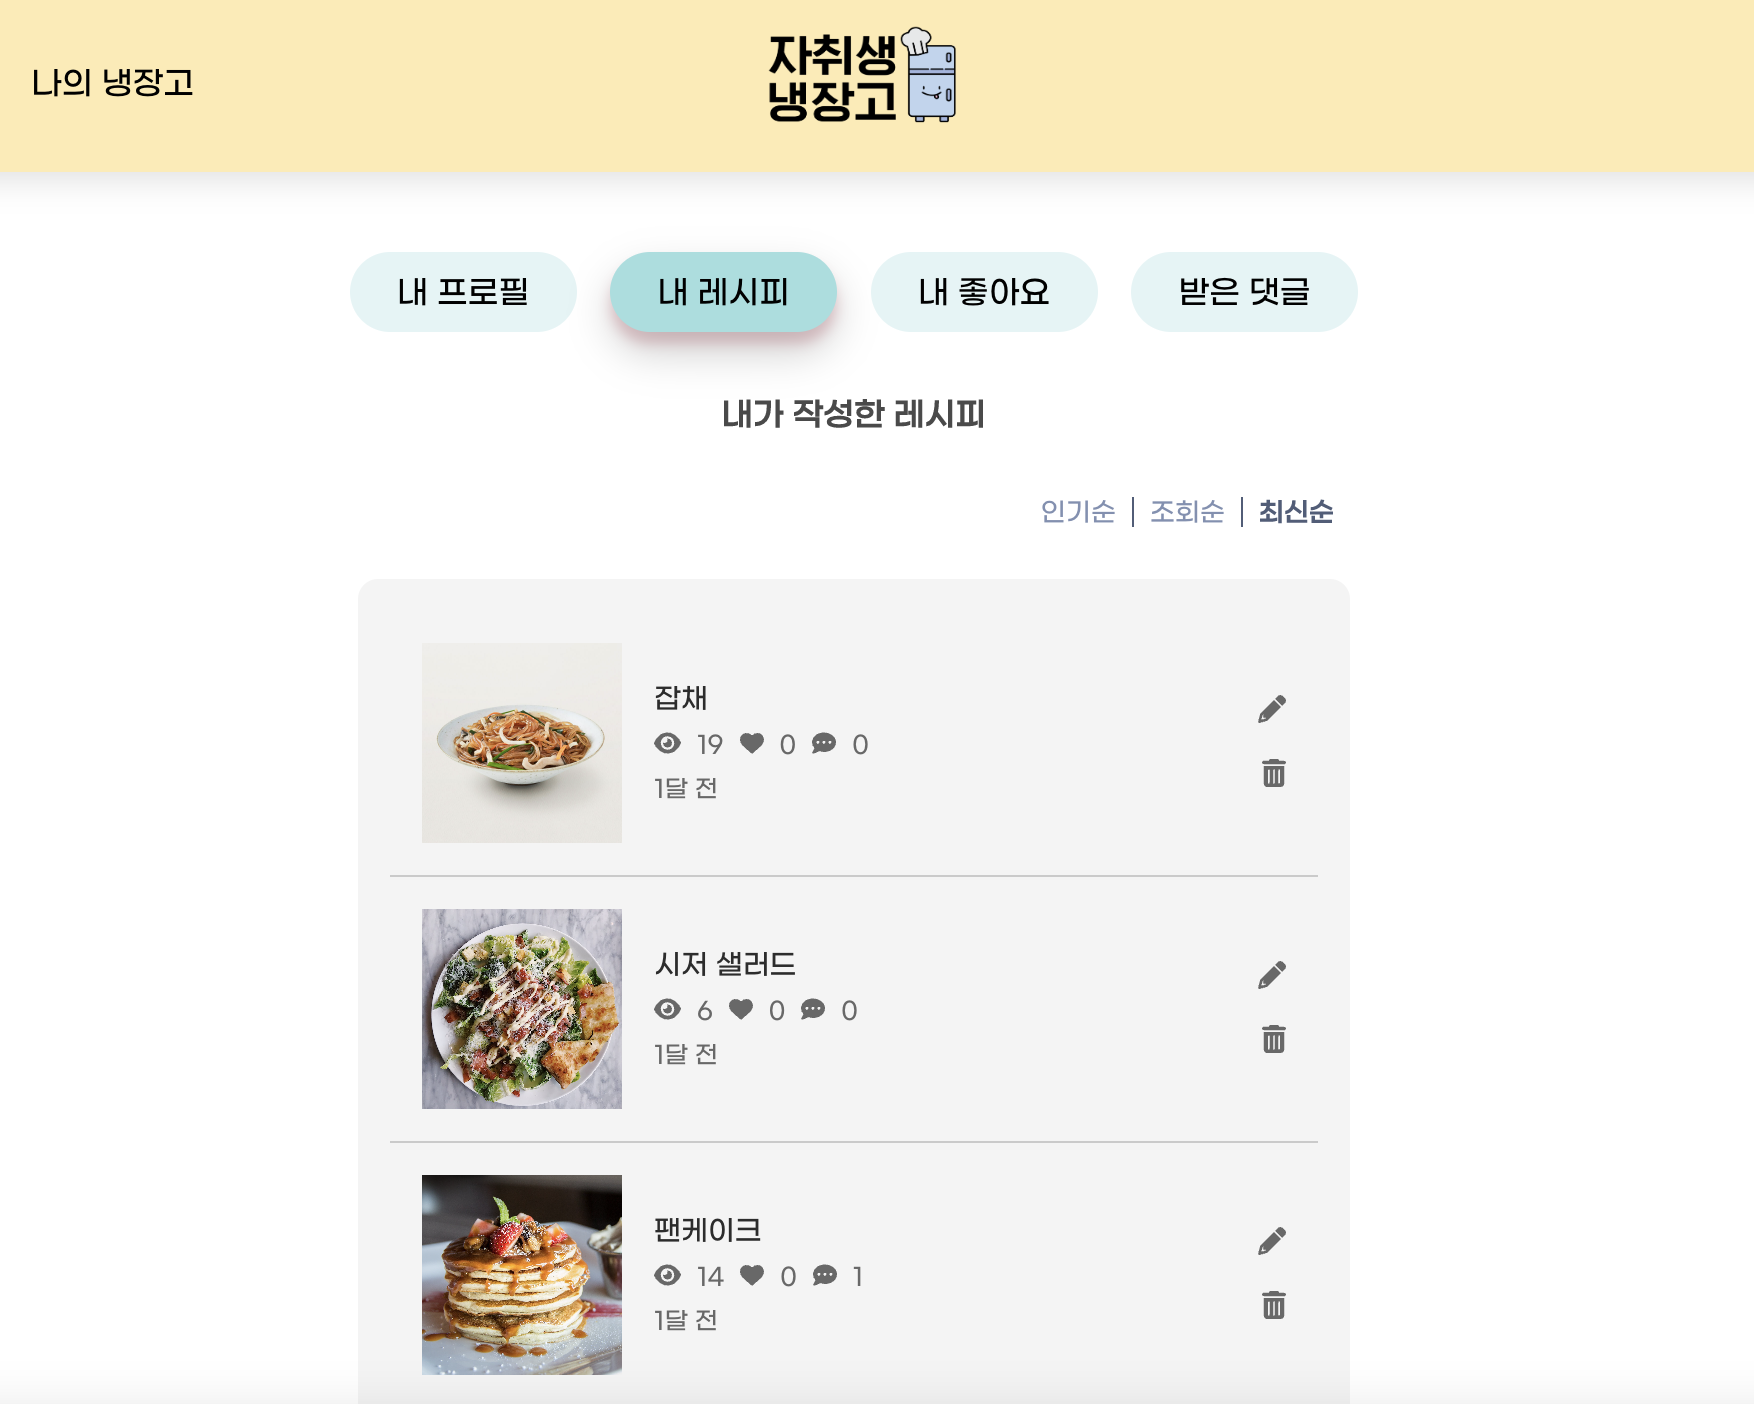 나의 냉장고
자취생
냉장고
내 프로필
내 레시피
내 좋아요
받은 댓글
내가 작성한 레시피
인기순 | 조회순 | 최신순
잡채
19 0 0
1달 전
시저 샐러드
6 0 0
1달 전
팬케이크
14 0 1
1달 전